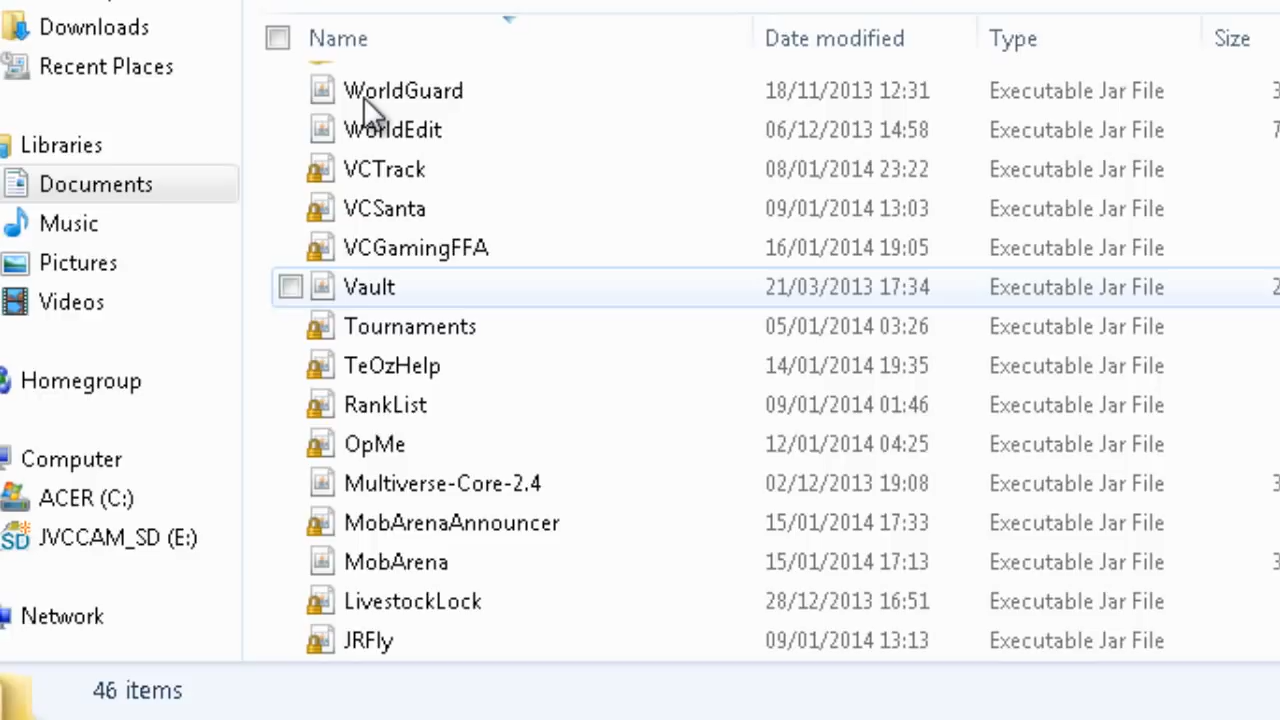 Downloads
Recent Places
Libraries
Documents
Music
Pictures
Videos
Homegroup
Computer
ACER (C:)
JVCCAM_SD (E:)
Network
Name Date modified Type Size
WorldGuard 18/11/2013 12:31 Executable Jar File 3
WorldEdit 06/12/2013 14:58 Executable Jar File 7
VCTrack 08/01/2014 23:22 Executable Jar File
VCSanta 09/01/2014 13:03 Executable Jar File
VCGamingFFA 16/01/2014 19:05 Executable Jar File
Vault 21/03/2013 17:34 Executable Jar File 2
Tournaments 05/01/2014 03:26 Executable Jar File
TeOzHelp 14/01/2014 19:35 Executable Jar File
RankList 09/01/2014 01:46 Executable Jar File
OpMe 12/01/2014 04:25 Executable Jar File
Multiverse-Core-2.4 02/12/2013 19:08 Executable Jar File 3
MobArenaAnnouncer 15/01/2014 17:33 Executable Jar File
MobArena 15/01/2014 17:13 Executable Jar File 3
LivestockLock 28/12/2013 16:51 Executable Jar File
JRFly 09/01/2014 13:13 Executable Jar File
46 items